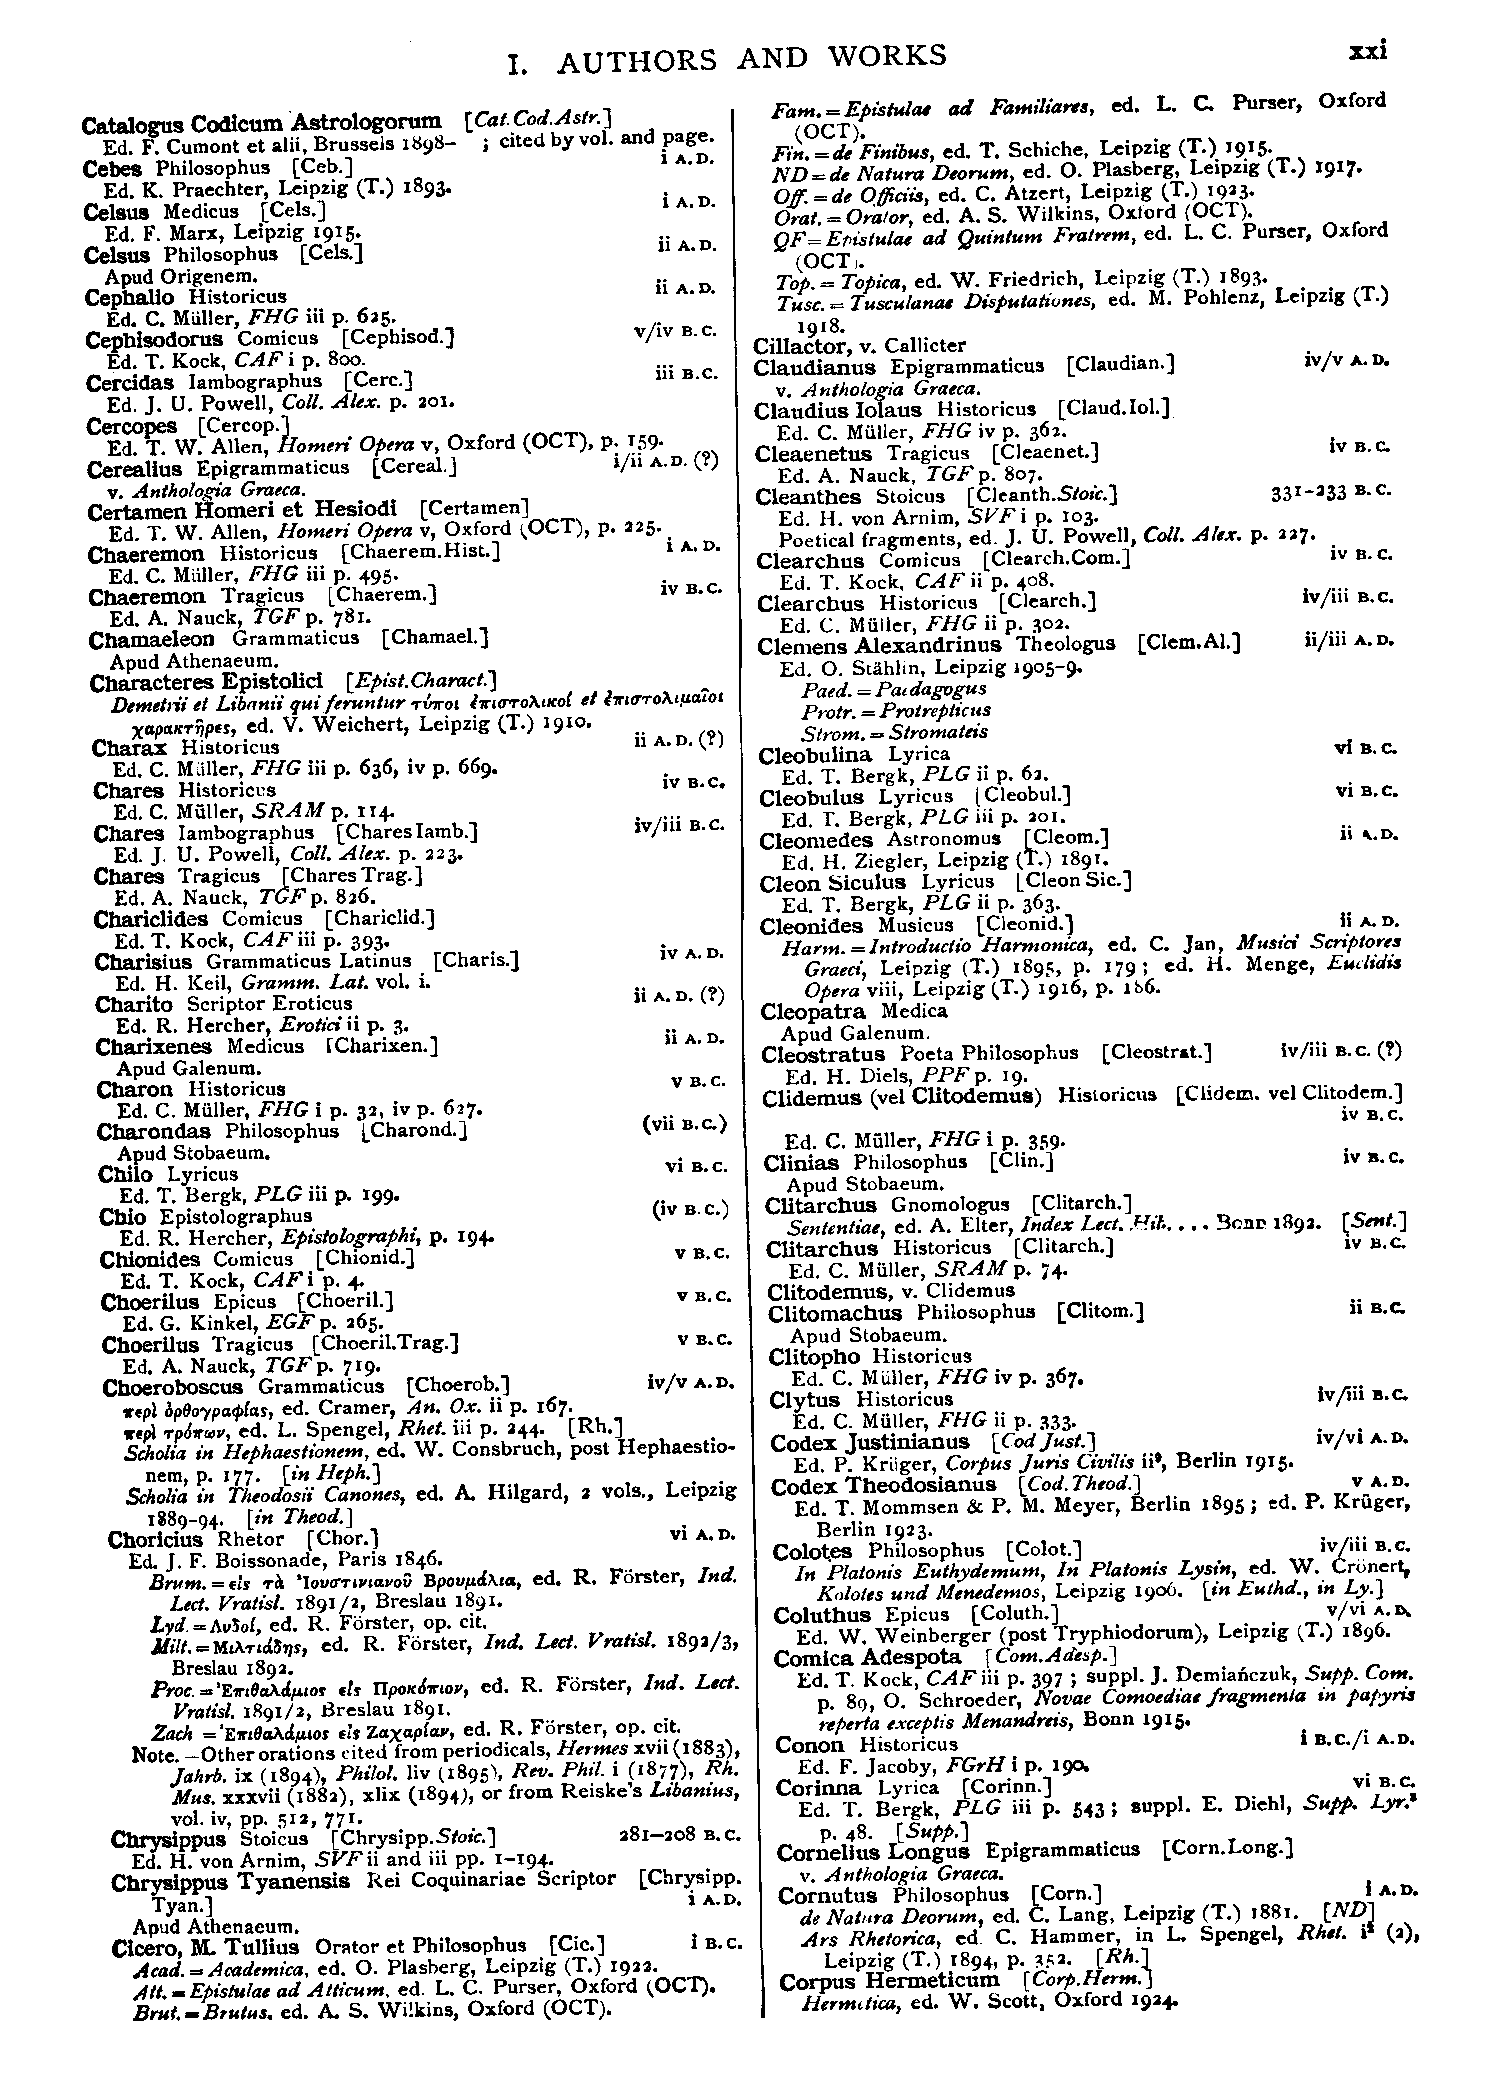 I. AUTHORS AND WORKS
xxi
Catalogus Codicum Astrologorum [Cat.Cod.Astr.]
Ed. F. Cumont et alii, Brussels 1898– ; cited by vol. and page.
Cebes Philosophus [Ceb.] i A.D.
Ed. K. Praechter, Leipzig (T.) 1893.
Celsus Medicus [Cels.] i A.D.
Ed. F. Marx, Leipzig 1915.
Celsus Philosophus [Cels.] ii A.D.
Apud Origenem.
Cephalio Historicus ii A.D.
Ed. C. Müller, FHG iii p. 625.
Cephisodorus Comicus [Cephisod.] v/iv B.C.
Ed. T. Kock, CAF i p. 800.
Cercidas Iambographus [Cerc.] iii B.C.
Ed. J. U. Powell, Coll. Alex. p. 201.
Cercopes [Cercop.]
Ed. T. W. Allen, Homeri Opera v, Oxford (OCT), p. 159.
Cerealius Epigrammaticus [Cereal.] i/ii A.D. (?)
v. Anthologia Graeca.
Certamen Homeri et Hesiodi [Certamen]
Ed. T. W. Allen, Homeri Opera v, Oxford (OCT), p. 225.
Chaeremon Historicus [Chaerem.Hist.] i A.D.
Ed. C. Müller, FHG iii p. 495.
Chaeremon Tragicus [Chaerem.] iv B.C.
Ed. A. Nauck, TGF p. 781.
Chamaeleon Grammaticus [Chamael.]
Apud Athenaeum.
Characteres Epistolici [Epist.Charact.]
Demetrii et Libanii qui feruntur τύποι ἐπιστολικοί et ἐπιστολιμαῖοι
χαρακτῆρες, ed. V. Weichert, Leipzig (T.) 1910.
Charax Historicus ii A.D. (?)
Ed. C. Müller, FHG iii p. 636, iv p. 669.
Chares Historicus iv B.C.
Ed. C. Müller, SRAM p. 114.
Chares Iambographus [Chares Iamb.] iv/iii B.C.
Ed. J. U. Powell, Coll. Alex. p. 223.
Chares Tragicus [Chares Trag.]
Ed. A. Nauck, TGF p. 826.
Chariclides Comicus [Chariclid.]
Ed. T. Kock, CAF iii p. 393.
Charisius Grammaticus Latinus [Charis.] iv A.D.
Ed. H. Keil, Gramm. Lat. vol. i.
Charito Scriptor Eroticus ii A.D. (?)
Ed. R. Hercher, Erotici ii p. 3.
Charixenes Medicus [Charixen.] ii A.D.
Apud Galenum.
Charon Historicus v B.C.
Ed. C. Müller, FHG i p. 32, iv p. 627.
Charondas Philosophus [Charond.] (vii B.C.)
Apud Stobaeum.
Chilo Lyricus vi B.C.
Ed. T. Bergk, PLG iii p. 199.
Chio Epistolographus (iv B.C.)
Ed. R. Hercher, Epistolographi, p. 194.
Chionides Comicus [Chionid.] v B.C.
Ed. T. Kock, CAF i p. 4.
Choerilus Epicus [Choeril.] v B.C.
Ed. G. Kinkel, EGF p. 265.
Choerilus Tragicus [Choeril.Trag.] v B.C.
Ed. A. Nauck, TGF p. 719.
Choeroboscus Grammaticus [Choerob.] iv/v A.D.
περὶ ὀρθογραφίας, ed. Cramer, An. Ox. ii p. 167.
περὶ τρόπων, ed. L. Spengel, Rhet. iii p. 244. [Rh.]
Scholia in Hephaestionem, ed. W. Consbruch, post Hephaestio-
nem, p. 177. [in Heph.]
Scholia in Theodosii Canones, ed. A. Hilgard, 2 vols., Leipzig
1889–94. [in Theod.]
Choricius Rhetor [Chor.] vi A.D.
Ed. J. F. Boissonade, Paris 1846.
Brum. = εἰς τὰ Ἰουστινιανοῦ Βρουμάλια, ed. R. Förster, Ind.
Lect. Vratisl. 1891/2, Breslau 1891.
Lyd. = Λυδοί, ed. R. Förster, op. cit.
Milt. = Μιλτιάδης, ed. R. Förster, Ind. Lect. Vratisl. 1892/3,
Breslau 1892.
Proc. = Ἐπιθαλάμιος εἰς Προκόπιον, ed. R. Förster, Ind. Lect.
Vratisl. 1891/2, Breslau 1891.
Zach = Ἐπιθαλάμιος εἰς Ζαχαρίαν, ed. R. Förster, op. cit.
Note.—Other orations cited from periodicals, Hermes xvii (1883),
Jahrb. ix (1894), Philol. liv (1895), Rev. Phil. i (1877), Rh.
Mus. xxxvii (1882), xlix (1894), or from Reiske's Libanius,
vol. iv, pp. 512, 771.
Chrysippus Stoicus [Chrysipp.Stoic.] 281–208 B.C.
Ed. H. von Arnim, SVF ii and iii pp. 1–194.
Chrysippus Tyanensis Rei Coquinariae Scriptor [Chrysipp.
Tyan.] i A.D.
Apud Athenaeum.
Cicero, M. Tullius Orator et Philosophus [Cic.] i B.C.
Acad. = Academica, ed. O. Plasberg, Leipzig (T.) 1922.
Att. = Epistulae ad Atticum, ed. L. C. Purser, Oxford (OCT).
Brut. = Brutus, ed. A. S. Wilkins, Oxford (OCT).
Fam. = Epistulae ad Familiares, ed. L. C. Purser, Oxford
(OCT).
Fin. = de Finibus, ed. T. Schiche, Leipzig (T.) 1915.
ND = de Natura Deorum, ed. O. Plasberg, Leipzig (T.) 1917.
Off. = de Officiis, ed. C. Atzert, Leipzig (T.) 1923.
Orat. = Orator, ed. A. S. Wilkins, Oxford (OCT).
QF = Epistulae ad Quintum Fratrem, ed. L. C. Purser, Oxford
(OCT).
Top. = Topica, ed. W. Friedrich, Leipzig (T.) 1893.
Tusc. = Tusculanae Disputationes, ed. M. Pohlenz, Leipzig (T.)
1918.
Cillactor, v. Callicter
Claudianus Epigrammaticus [Claudian.] iv/v A.D.
v. Anthologia Graeca.
Claudius Iolaus Historicus [Claud.Iol.]
Ed. C. Müller, FHG iv p. 362.
Cleaenetus Tragicus [Cleaenet.] iv B.C.
Ed. A. Nauck, TGF p. 807.
Cleanthes Stoicus [Cleanth.Stoic.] 331–233 B.C.
Ed. H. von Arnim, SVF i p. 103.
Poetical fragments, ed. J. U. Powell, Coll. Alex. p. 227.
Clearchus Comicus [Clearch.Com.] iv B.C.
Ed. T. Kock, CAF ii p. 408.
Clearchus Historicus [Clearch.] iv/iii B.C.
Ed. C. Müller, FHG ii p. 302.
Clemens Alexandrinus Theologus [Clem.Al.] ii/iii A.D.
Ed. O. Stählin, Leipzig 1905–9.
Paed. = Paedagogus
Protr. = Protrepticus
Strom. = Stromateis
Cleobulina Lyrica vi B.C.
Ed. T. Bergk, PLG ii p. 62.
Cleobulus Lyricus [Cleobul.] vi B.C.
Ed. T. Bergk, PLG iii p. 201.
Cleomedes Astronomus [Cleom.] ii A.D.
Ed. H. Ziegler, Leipzig (T.) 1891.
Cleon Siculus Lyricus [Cleon Sic.]
Ed. T. Bergk, PLG ii p. 363.
Cleonides Musicus [Cleonid.] ii A.D.
Harm. = Introductio Harmonica, ed. C. Jan, Musici Scriptores
Graeci, Leipzig (T.) 1895, p. 179; ed. H. Menge, Euclidis
Opera viii, Leipzig (T.) 1916, p. 186.
Cleopatra Medica
Apud Galenum.
Cleostratus Poeta Philosophus [Cleostrat.] iv/iii B.C. (?)
Ed. H. Diels, PPF p. 19.
Clidemus (vel Clitodemus) Historicus [Clidem. vel Clitodem.]
iv B.C.
Ed. C. Müller, FHG i p. 359.
Clinias Philosophus [Clin.] iv B.C.
Apud Stobaeum.
Clitarchus Gnomologus [Clitarch.]
Sententiae, ed. A. Elter, Index Lect. Hib. . . . Bonn 1892. [Sent.]
Clitarchus Historicus [Clitarch.] iv B.C.
Ed. C. Müller, SRAM p. 74.
Clitodemus, v. Clidemus
Clitomachus Philosophus [Clitom.] ii B.C.
Apud Stobaeum.
Clitopho Historicus
Ed. C. Müller, FHG iv p. 367.
Clytus Historicus iv/iii B.C.
Ed. C. Müller, FHG ii p. 333.
Codex Justinianus [Cod Just.] iv/vi A.D.
Ed. P. Krüger, Corpus Juris Civilis ii⁹, Berlin 1915.
Codex Theodosianus [Cod.Theod.] v A.D.
Ed. T. Mommsen & P. M. Meyer, Berlin 1895; ed. P. Krüger,
Berlin 1923.
Colotes Philosophus [Colot.] iv/iii B.C.
In Platonis Euthydemum, In Platonis Lysin, ed. W. Crönert,
Kolotes und Menedemos, Leipzig 1906. [in Euthd., in Ly.]
Coluthus Epicus [Coluth.] v/vi A.D.
Ed. W. Weinberger (post Tryphiodorum), Leipzig (T.) 1896.
Comica Adespota [Com.Adesp.]
Ed. T. Kock, CAF iii p. 397; suppl. J. Demiańczuk, Supp. Com.
p. 89, O. Schroeder, Novae Comoediae fragmenta in papyris
reperta exceptis Menandreis, Bonn 1915.
Conon Historicus i B.C./i A.D.
Ed. F. Jacoby, FGrH i p. 190.
Corinna Lyrica [Corinn.] vi B.C.
Ed. T. Bergk, PLG iii p. 543; suppl. E. Diehl, Supp. Lyr.³
p. 48. [Supp.]
Cornelius Longus Epigrammaticus [Corn.Long.]
v. Anthologia Graeca.
Cornutus Philosophus [Corn.] i A.D.
de Natura Deorum, ed. C. Lang, Leipzig (T.) 1881. [ND]
Ars Rhetorica, ed. C. Hammer, in L. Spengel, Rhet. i² (2),
Leipzig (T.) 1894, p. 352. [Rh.]
Corpus Hermeticum [Corp.Herm.]
Hermetica, ed. W. Scott, Oxford 1924.